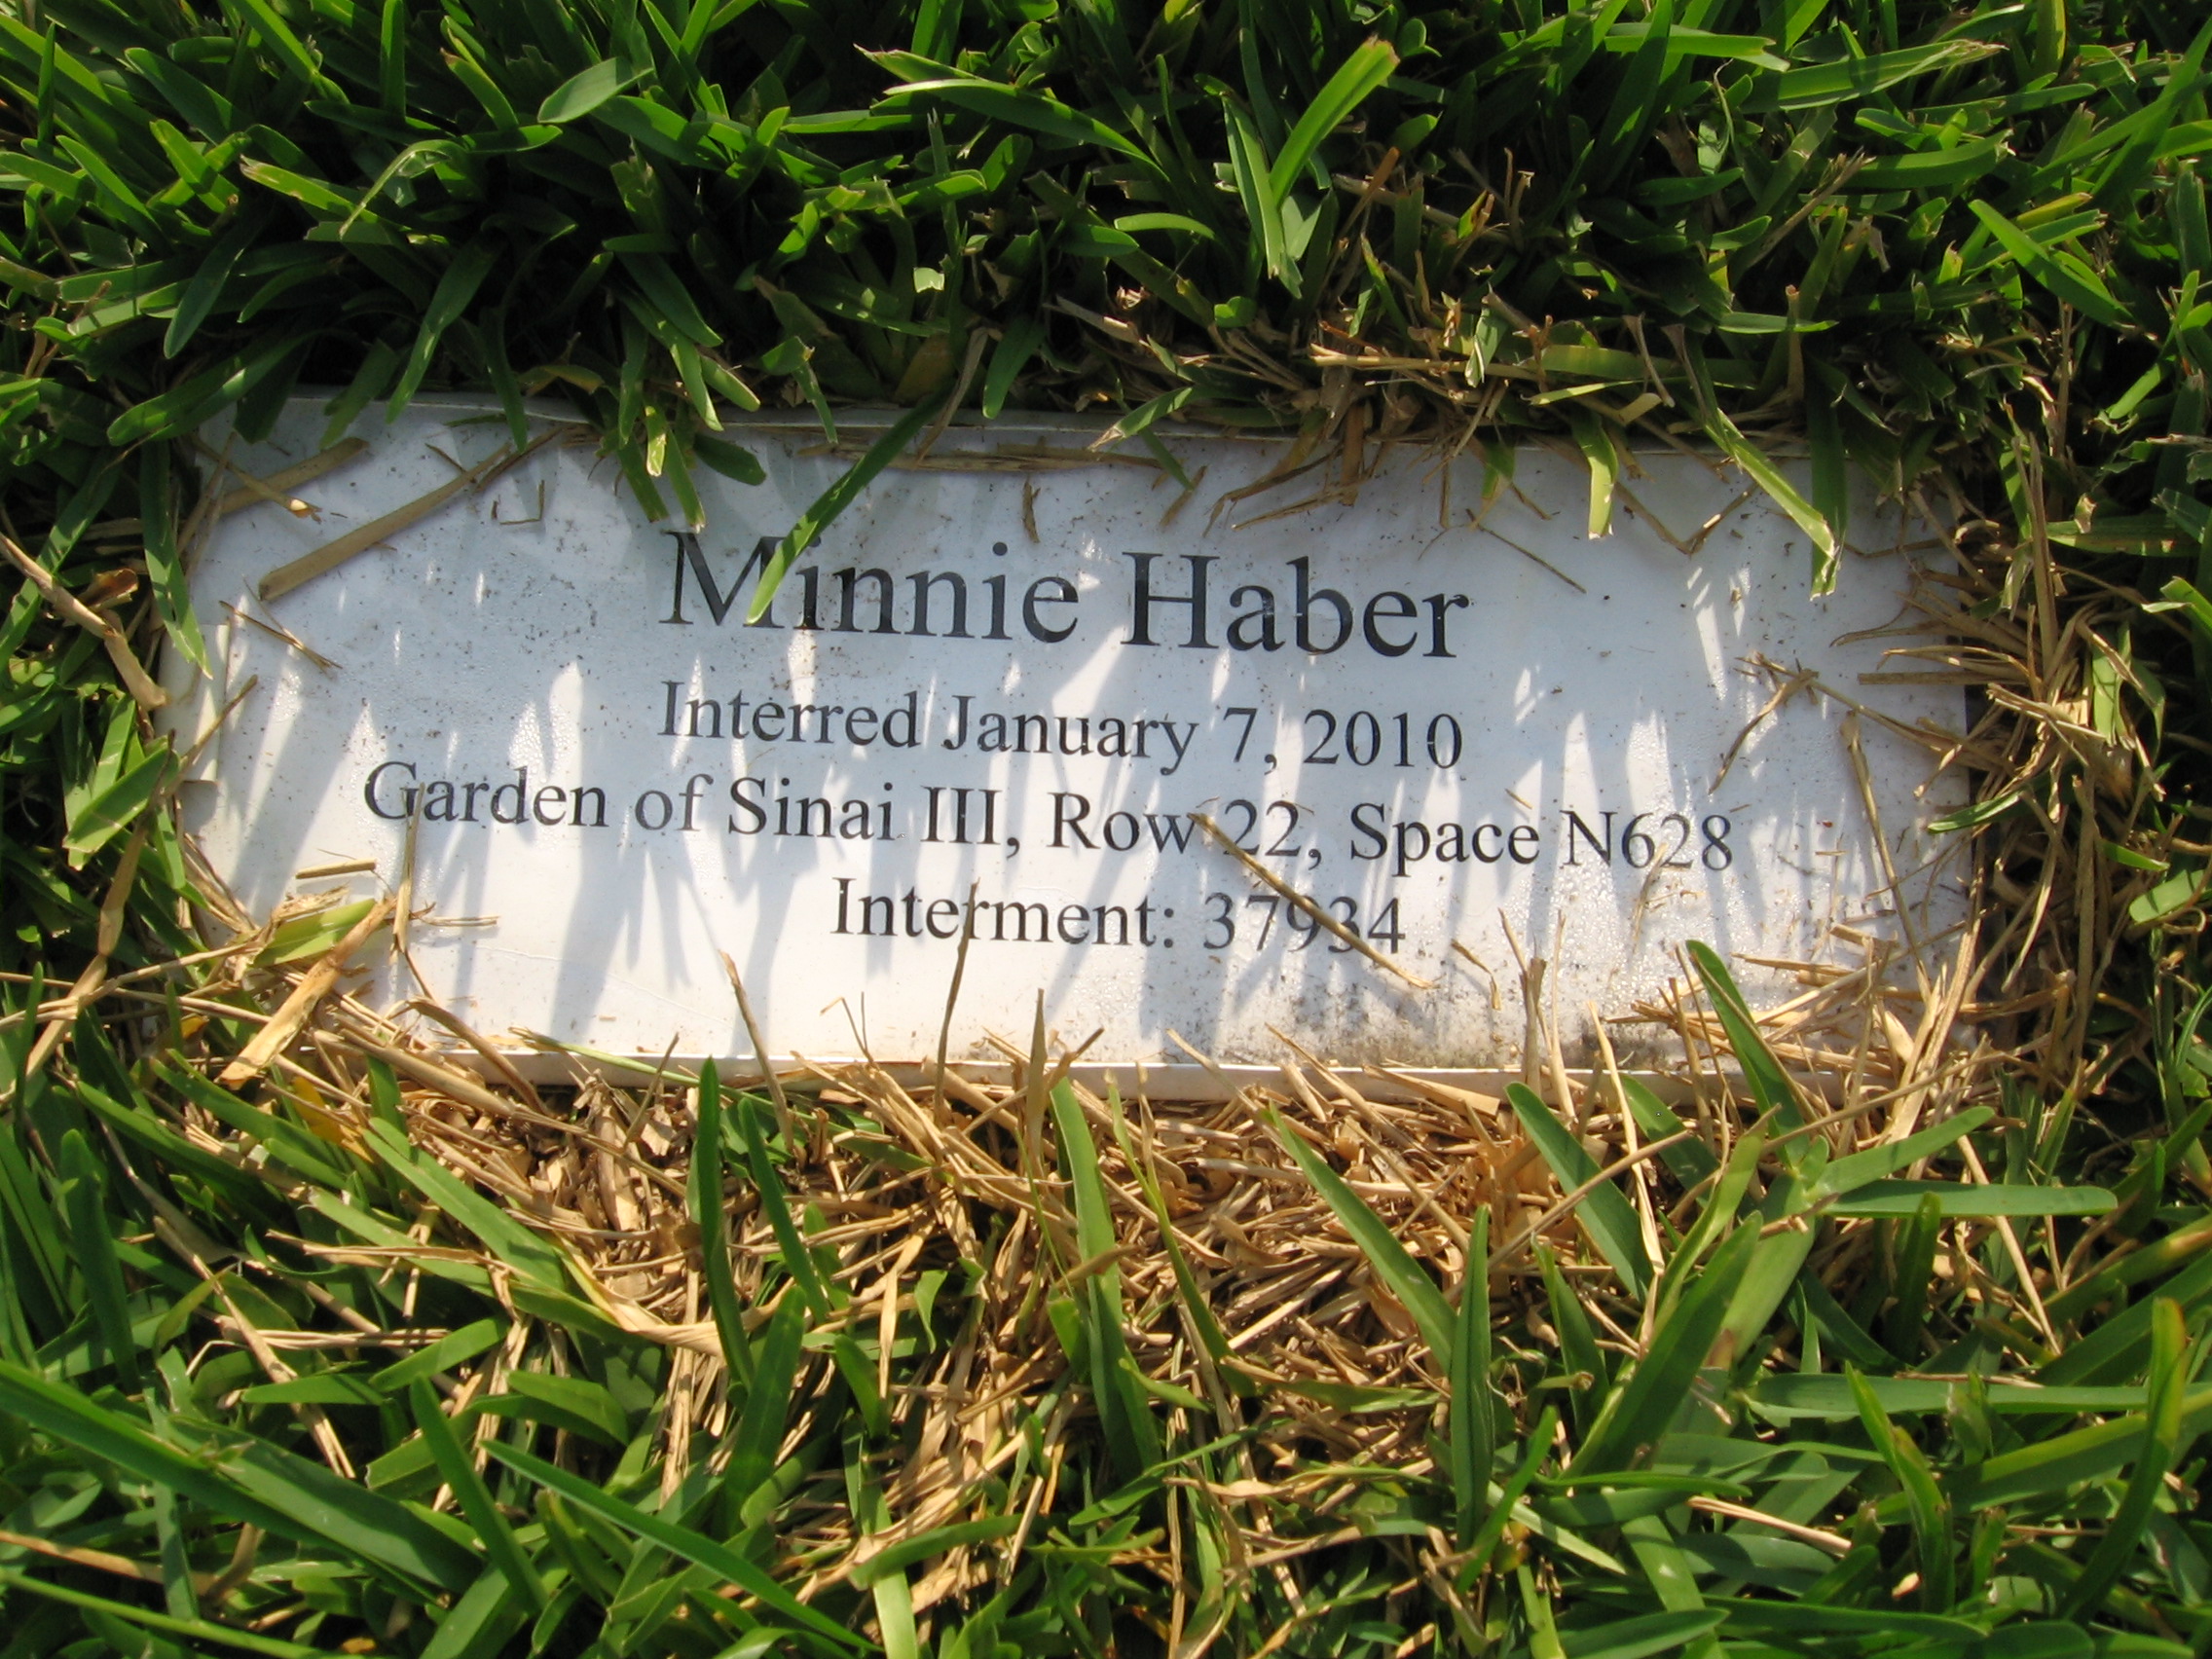 Minnie Haber
Interred January 7, 2010
Garden of Sinai III, Row 22, Space N628
Interment: 37934